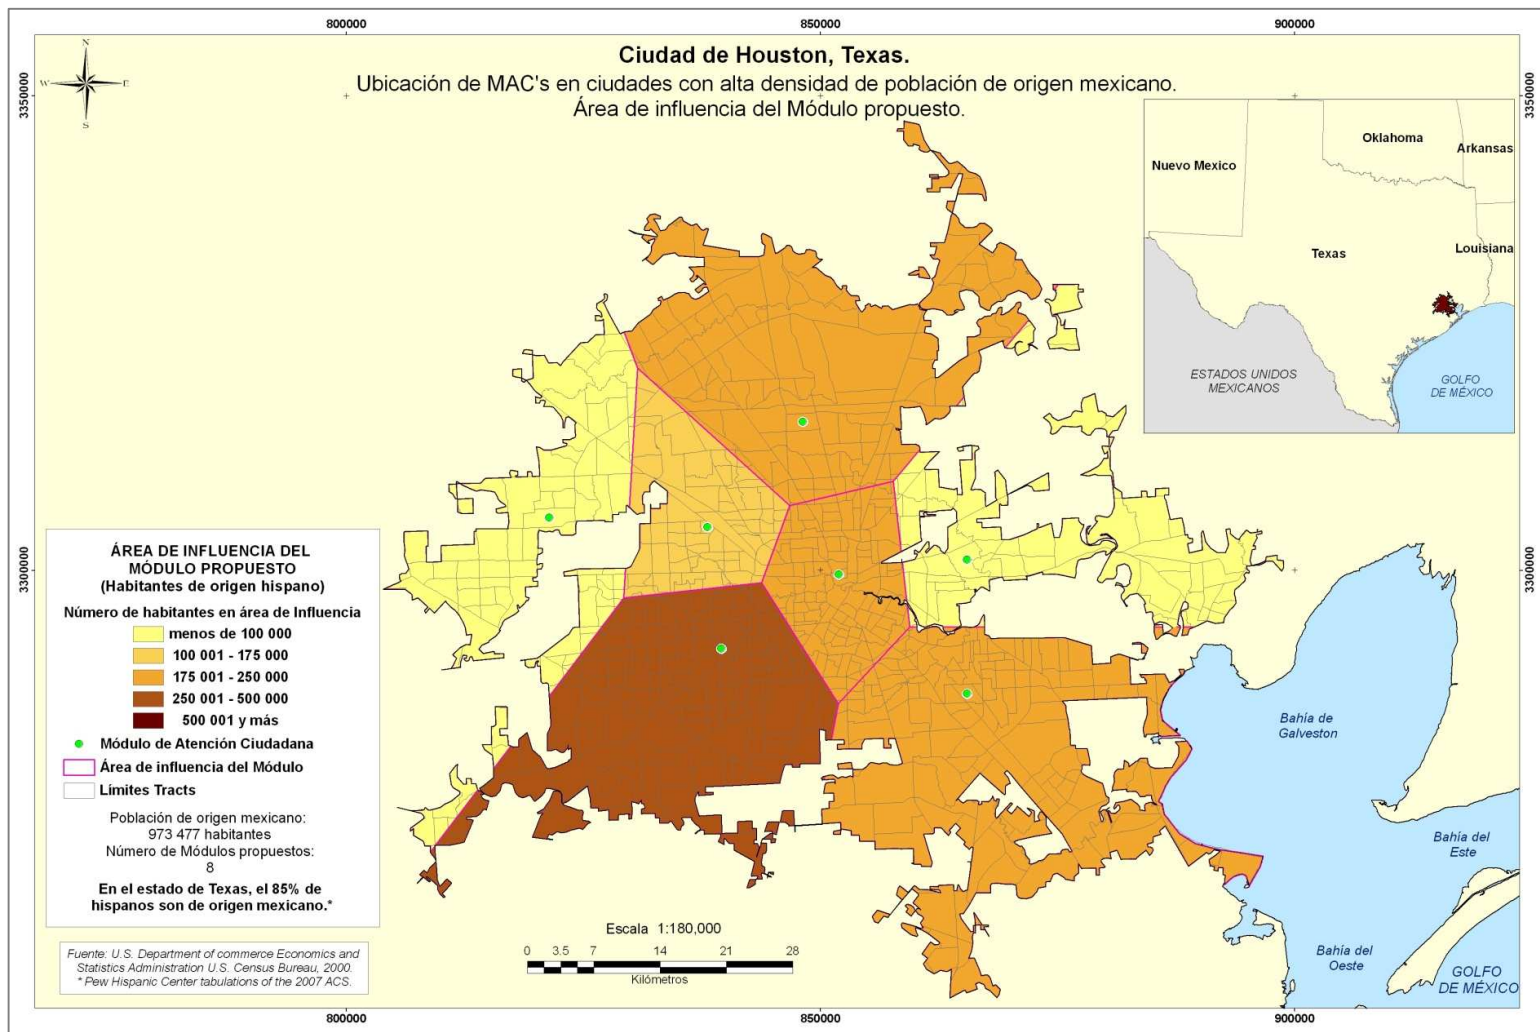 800000
850000
900000
3350000
3350000
N
W
E
S
Ciudad de Houston, Texas.
Ubicación de MAC's en ciudades con alta densidad de población de origen mexicano.
Área de influencia del Módulo propuesto.
Nuevo Mexico
Oklahoma
Arkansas
Texas
Louisiana
ESTADOS UNIDOS
MEXICANOS
GOLFO
DE MÉXICO
3300000
3300000
ÁREA DE INFLUENCIA DEL
MÓDULO PROPUESTO
(Habitantes de origen hispano)
Número de habitantes en área de Influencia
menos de 100 000
100 001 - 175 000
175 001 - 250 000
250 001 - 500 000
500 001 y más
Módulo de Atención Ciudadana
Área de influencia del Módulo
Límites Tracts
Población de origen mexicano:
973 477 habitantes
Número de Módulos propuestos:
8
En el estado de Texas, el 85% de
hispanos son de origen mexicano.*
Fuente: U.S. Department of commerce Economics and
Statistics Administration U.S. Census Bureau, 2000.
* Pew Hispanic Center tabulations of the 2007 ACS.
Escala 1:180,000
0 3.5 7 14 21 28
Kilómetros
Bahía de
Galveston
Bahía del
Este
Bahía del
Oeste
GOLFO
DE MÉXICO
800000
850000
900000